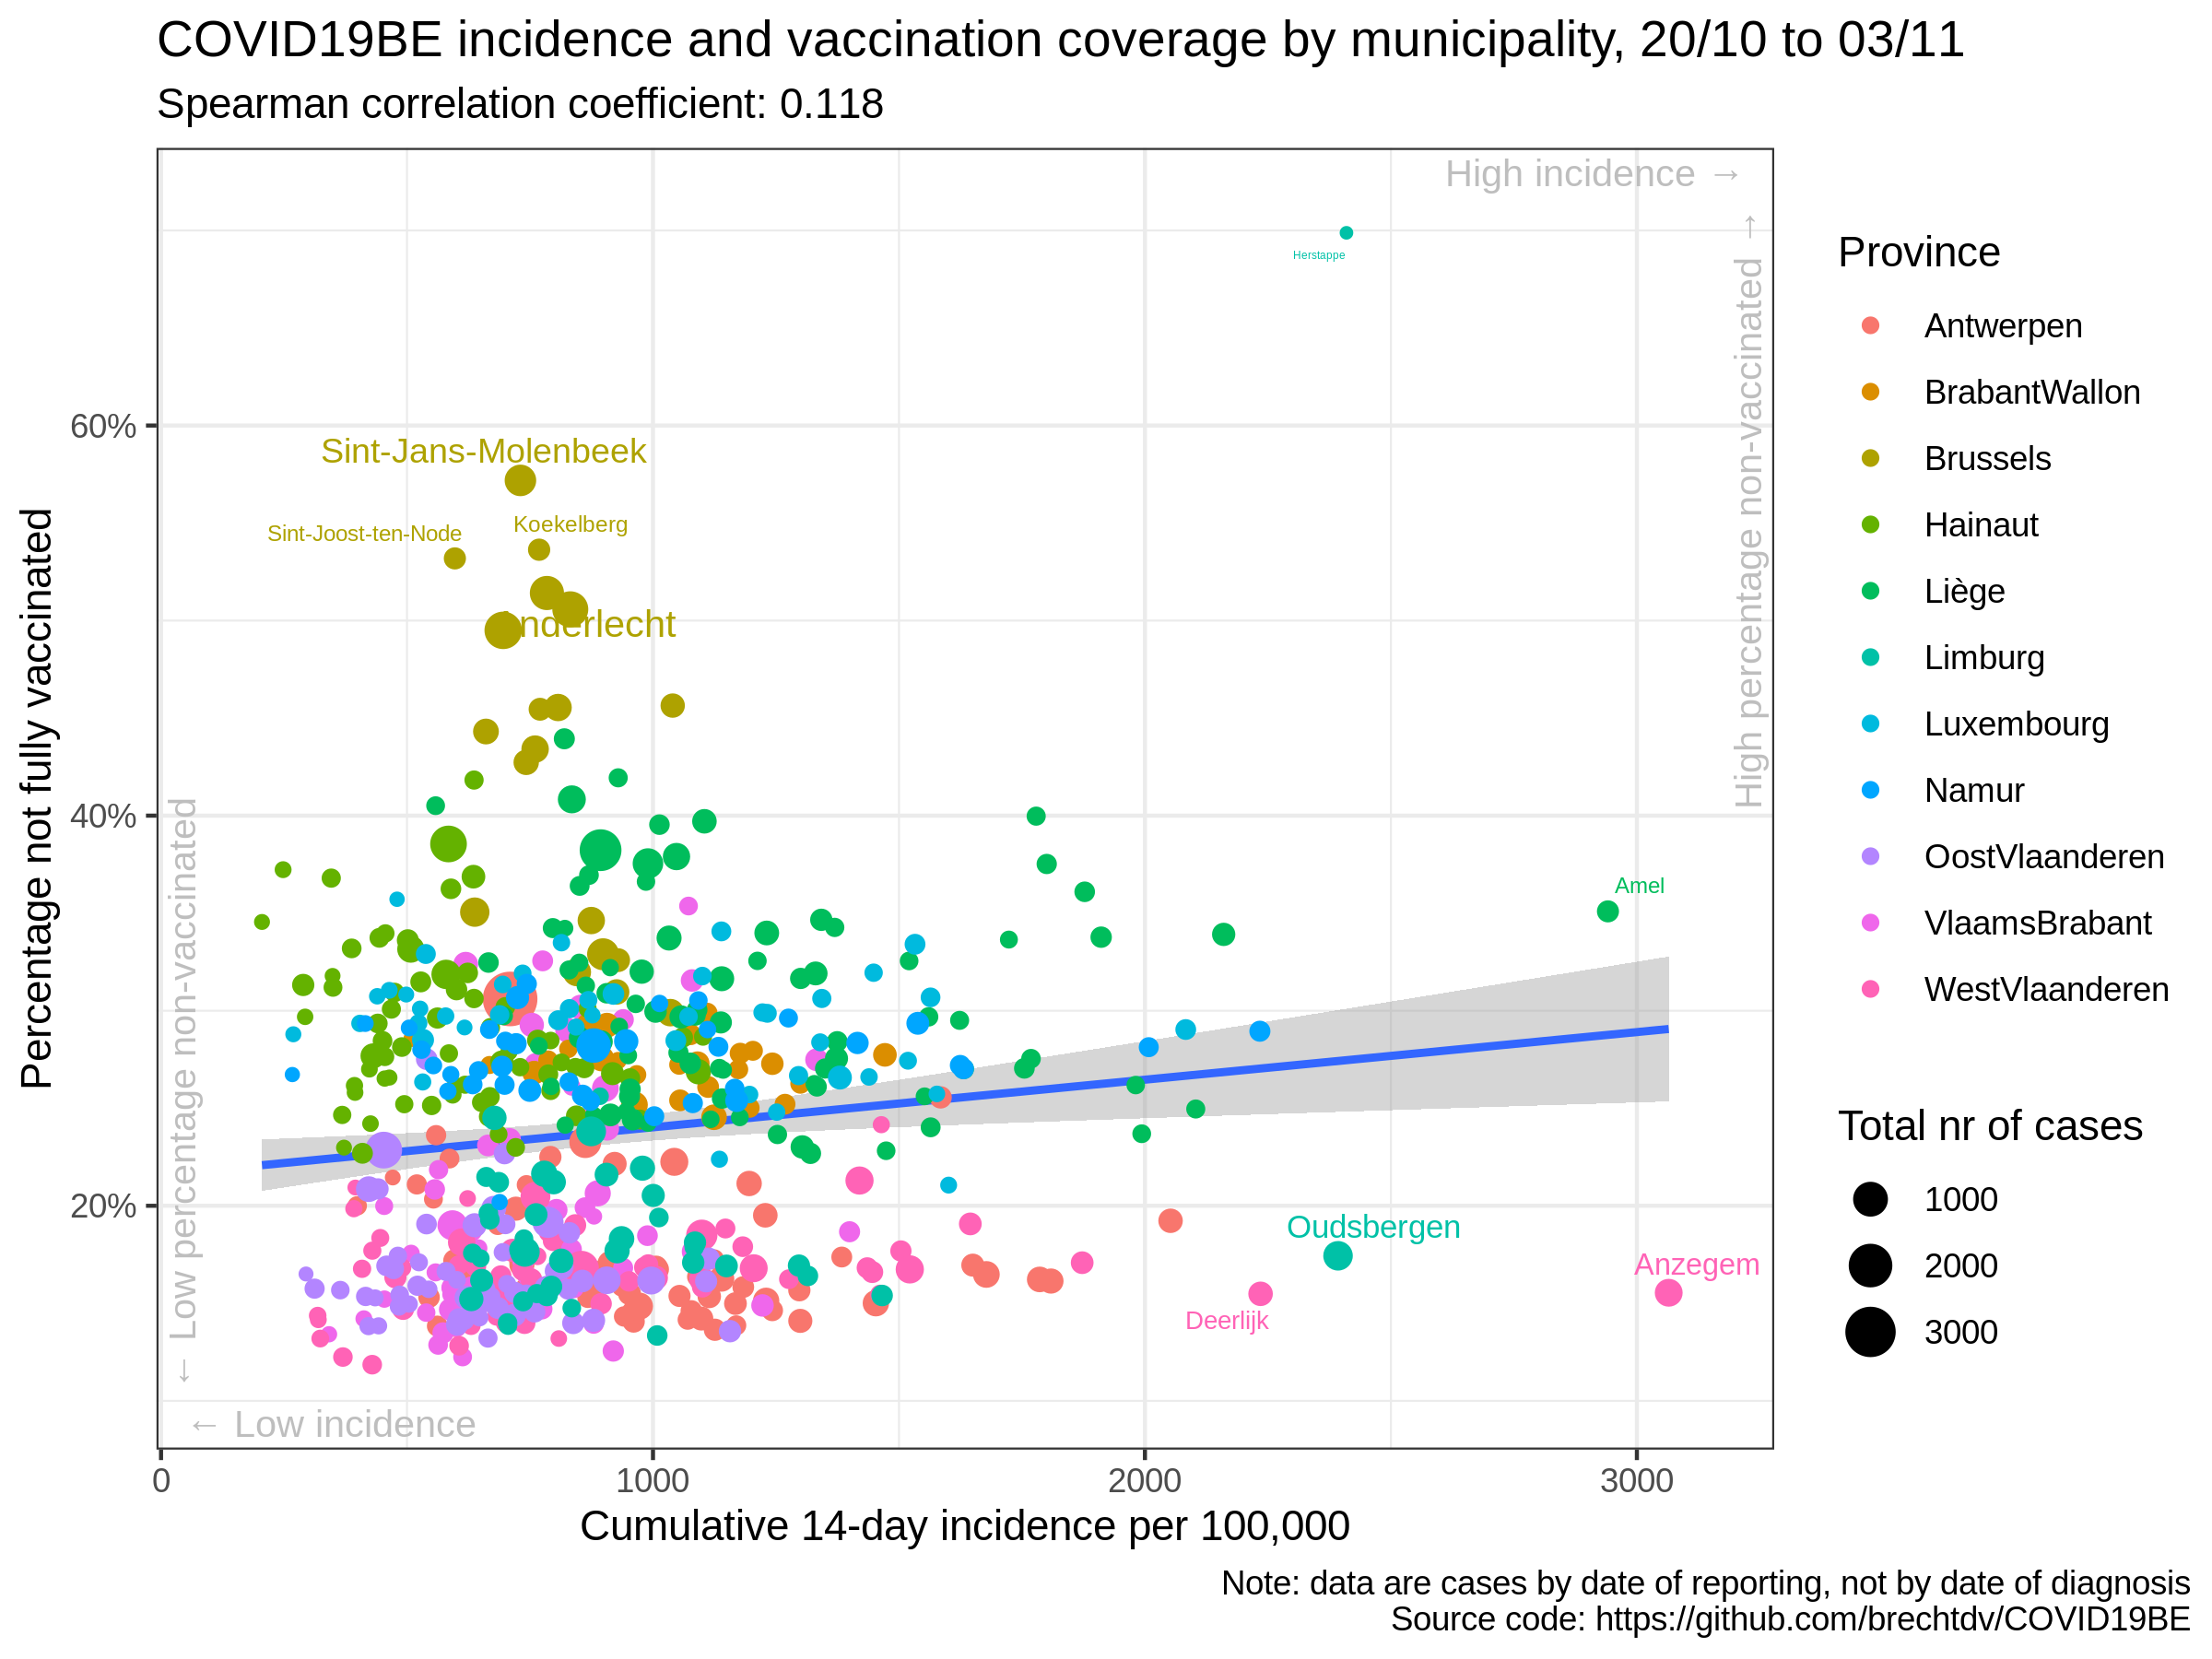 COVID19BE incidence and vaccination coverage by municipality, 20/10 to 03/11
Spearman correlation coefficient: 0.118
High incidence →
High percentage non-vaccinated →
Herstappe
Sint-Jans-Molenbeek
Koekelberg
Sint-Joost-ten-Node
nderlecht
Amel
Oudsbergen
Anzegem
Deerlijk
← Low percentage non-vaccinated
← Low incidence
Percentage not fully vaccinated
60%
40%
20%
0
1000
2000
3000
Cumulative 14-day incidence per 100,000
Province
Antwerpen
BrabantWallon
Brussels
Hainaut
Liège
Limburg
Luxembourg
Namur
OostVlaanderen
VlaamsBrabant
WestVlaanderen
Total nr of cases
1000
2000
3000
Note: data are cases by date of reporting, not by date of diagnosis
Source code: https://github.com/brechtdv/COVID19BE